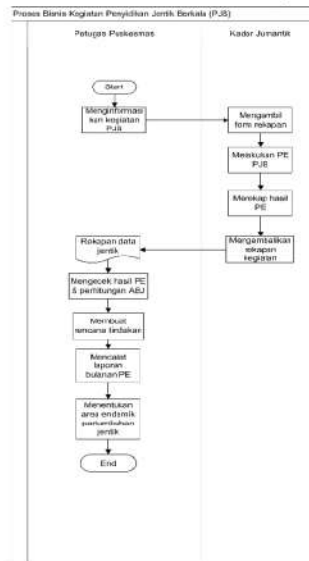 Proses Bisnis Kegiatan Penyidikan Jentik Berkala (PJB)
Petugas Puskesmas
Kader Jumantik
Start
Menginformasi
kan kegiatan
PJB
Mengambil
form rekapan
Melakukan PE
PJB
Merekap hasil
PE
Mengembalikan
rekapan
kegiatan
Rekapan data
jentik
Mengecek hasil PE
& perhitungan ABJ
Membuat
rencana tindakan
Mencatat
laporan
bulanan PE
Menentukan
area endemik
pertumbuhan
jentik
End